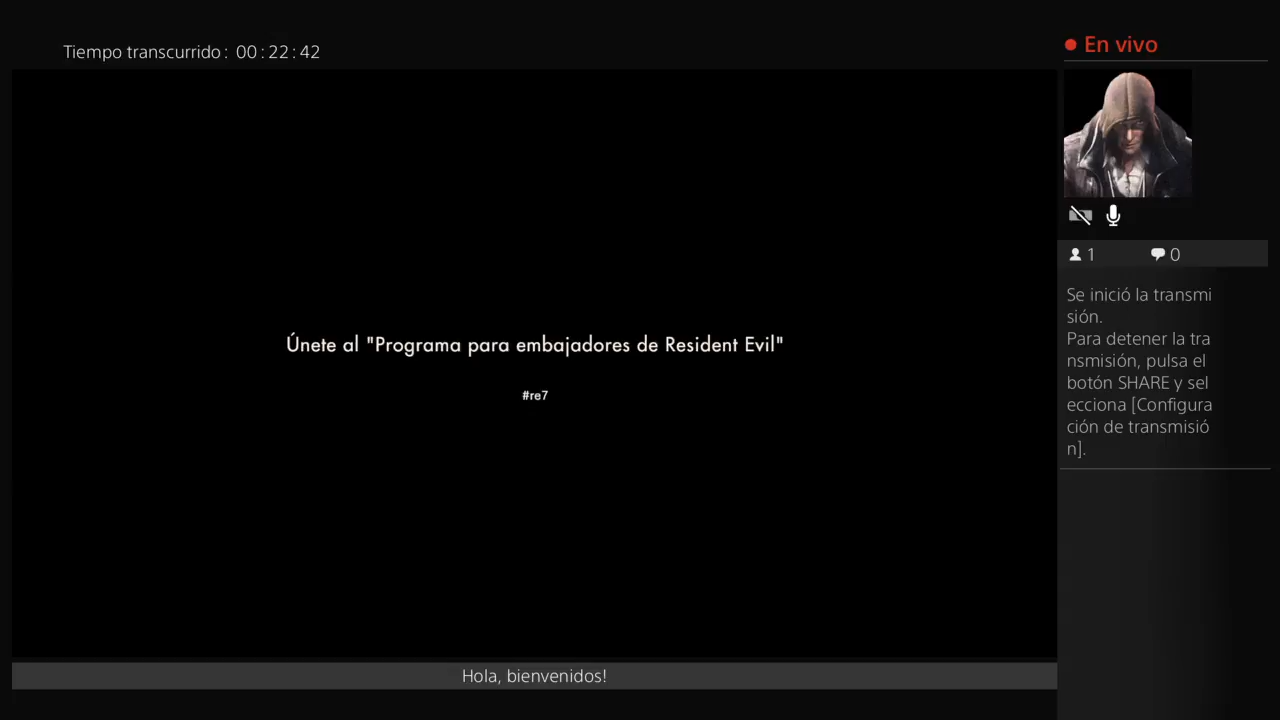 Tiempo transcurrido: 00:22:42
En vivo
1 0
Únete al "Programa para embajadores de Resident Evil"
#re7
Se inició la transmi
sión.
Para detener la tra
nsmisión, pulsa el
botón SHARE y sel
ecciona [Configura
ción de transmisió
n].
Hola, bienvenidos!